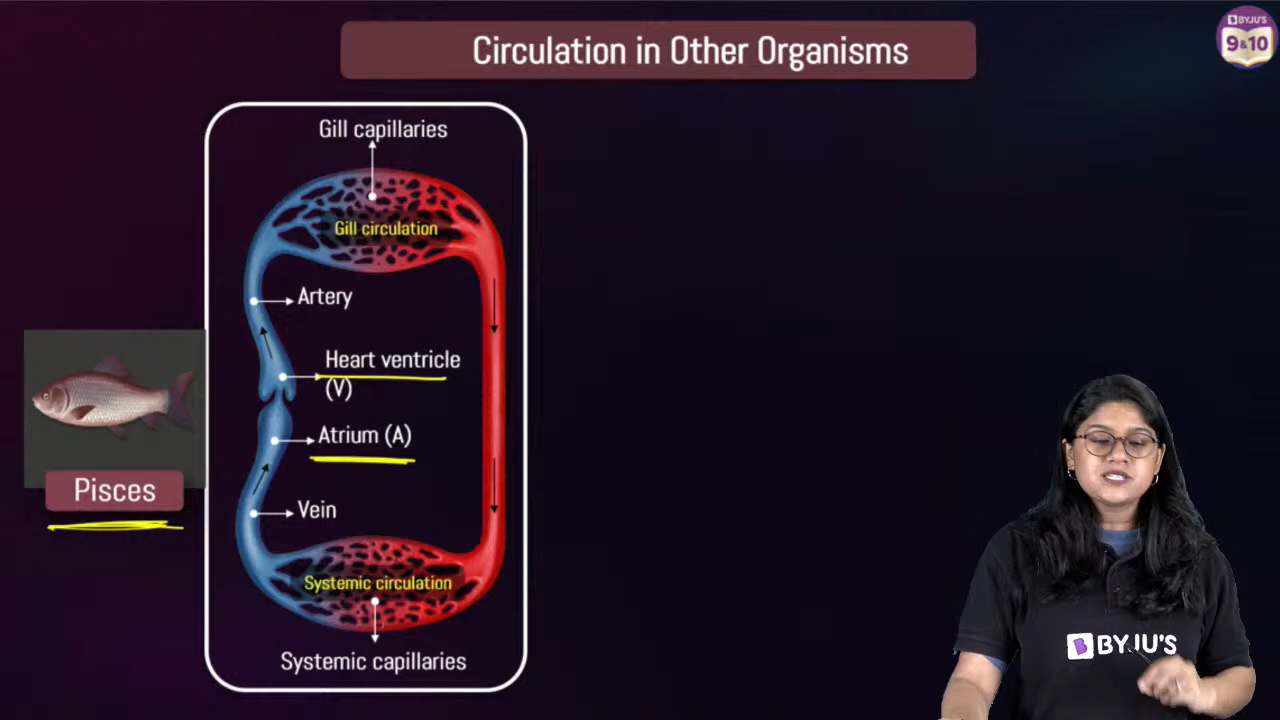 Circulation in Other Organisms
BYJU'S
9&10
Gill capillaries
Gill circulation
Artery
Heart ventricle
(V)
Atrium (A)
Vein
Pisces
Systemic circulation
Systemic capillaries
BYJU'S